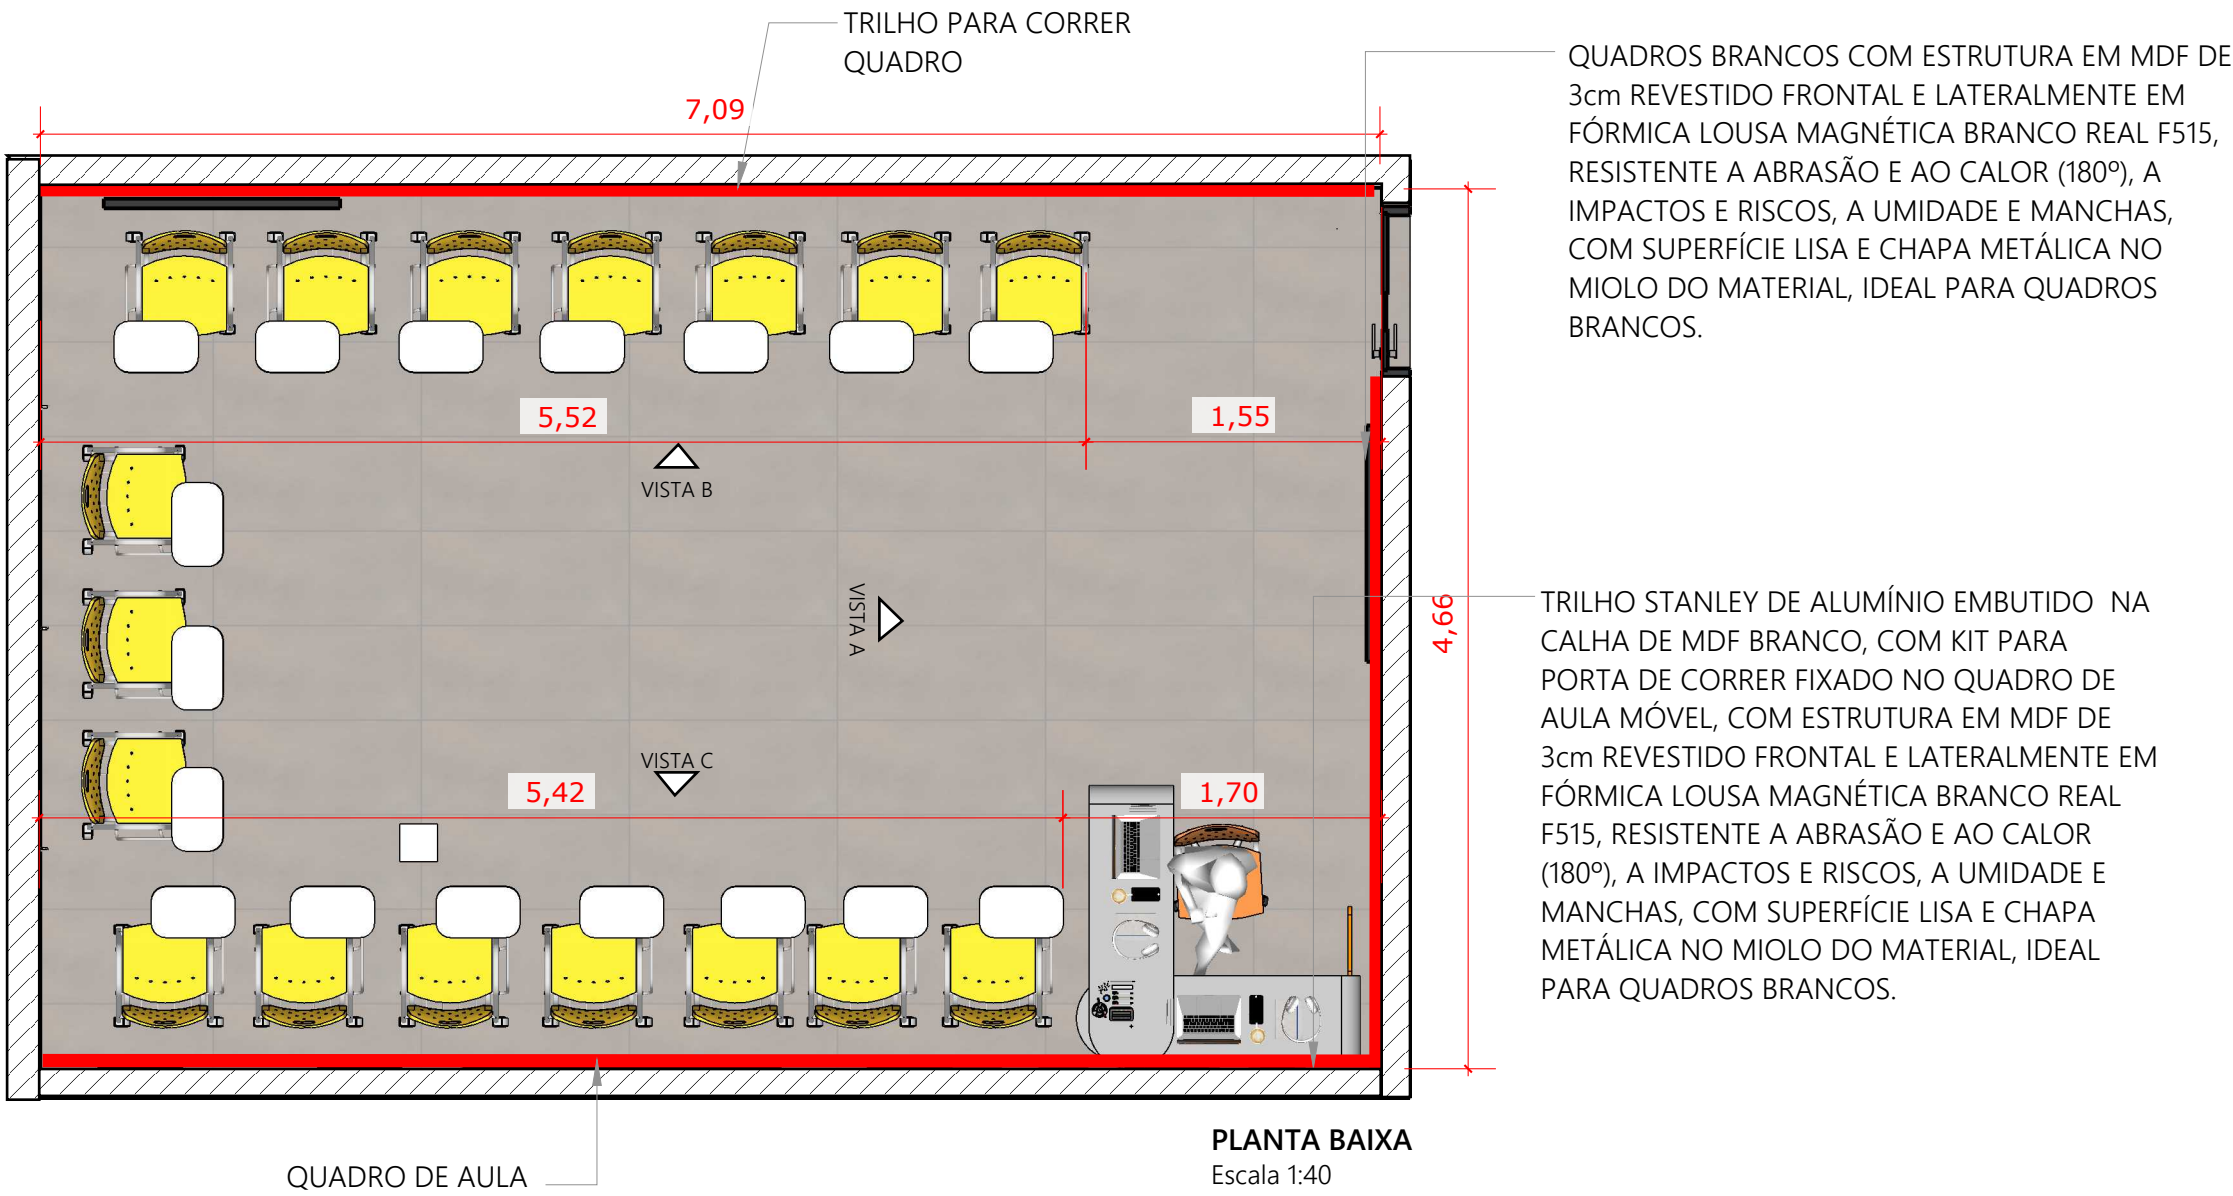 TRILHO PARA CORRER
QUADRO
QUADROS BRANCOS COM ESTRUTURA EM MDF DE
3cm REVESTIDO FRONTAL E LATERALMENTE EM
FÓRMICA LOUSA MAGNÉTICA BRANCO REAL F515,
RESISTENTE A ABRASÃO E AO CALOR (180º), A
IMPACTOS E RISCOS, A UMIDADE E MANCHAS,
COM SUPERFÍCIE LISA E CHAPA METÁLICA NO
MIOLO DO MATERIAL, IDEAL PARA QUADROS
BRANCOS.
7,09
5,52
1,55
VISTA B
VISTA A
4,66
TRILHO STANLEY DE ALUMÍNIO EMBUTIDO NA
CALHA DE MDF BRANCO, COM KIT PARA
PORTA DE CORRER FIXADO NO QUADRO DE
AULA MÓVEL, COM ESTRUTURA EM MDF DE
3cm REVESTIDO FRONTAL E LATERALMENTE EM
FÓRMICA LOUSA MAGNÉTICA BRANCO REAL
F515, RESISTENTE A ABRASÃO E AO CALOR
(180º), A IMPACTOS E RISCOS, A UMIDADE E
MANCHAS, COM SUPERFÍCIE LISA E CHAPA
METÁLICA NO MIOLO DO MATERIAL, IDEAL
PARA QUADROS BRANCOS.
VISTA C
5,42
1,70
PLANTA BAIXA
Escala 1:40
QUADRO DE AULA